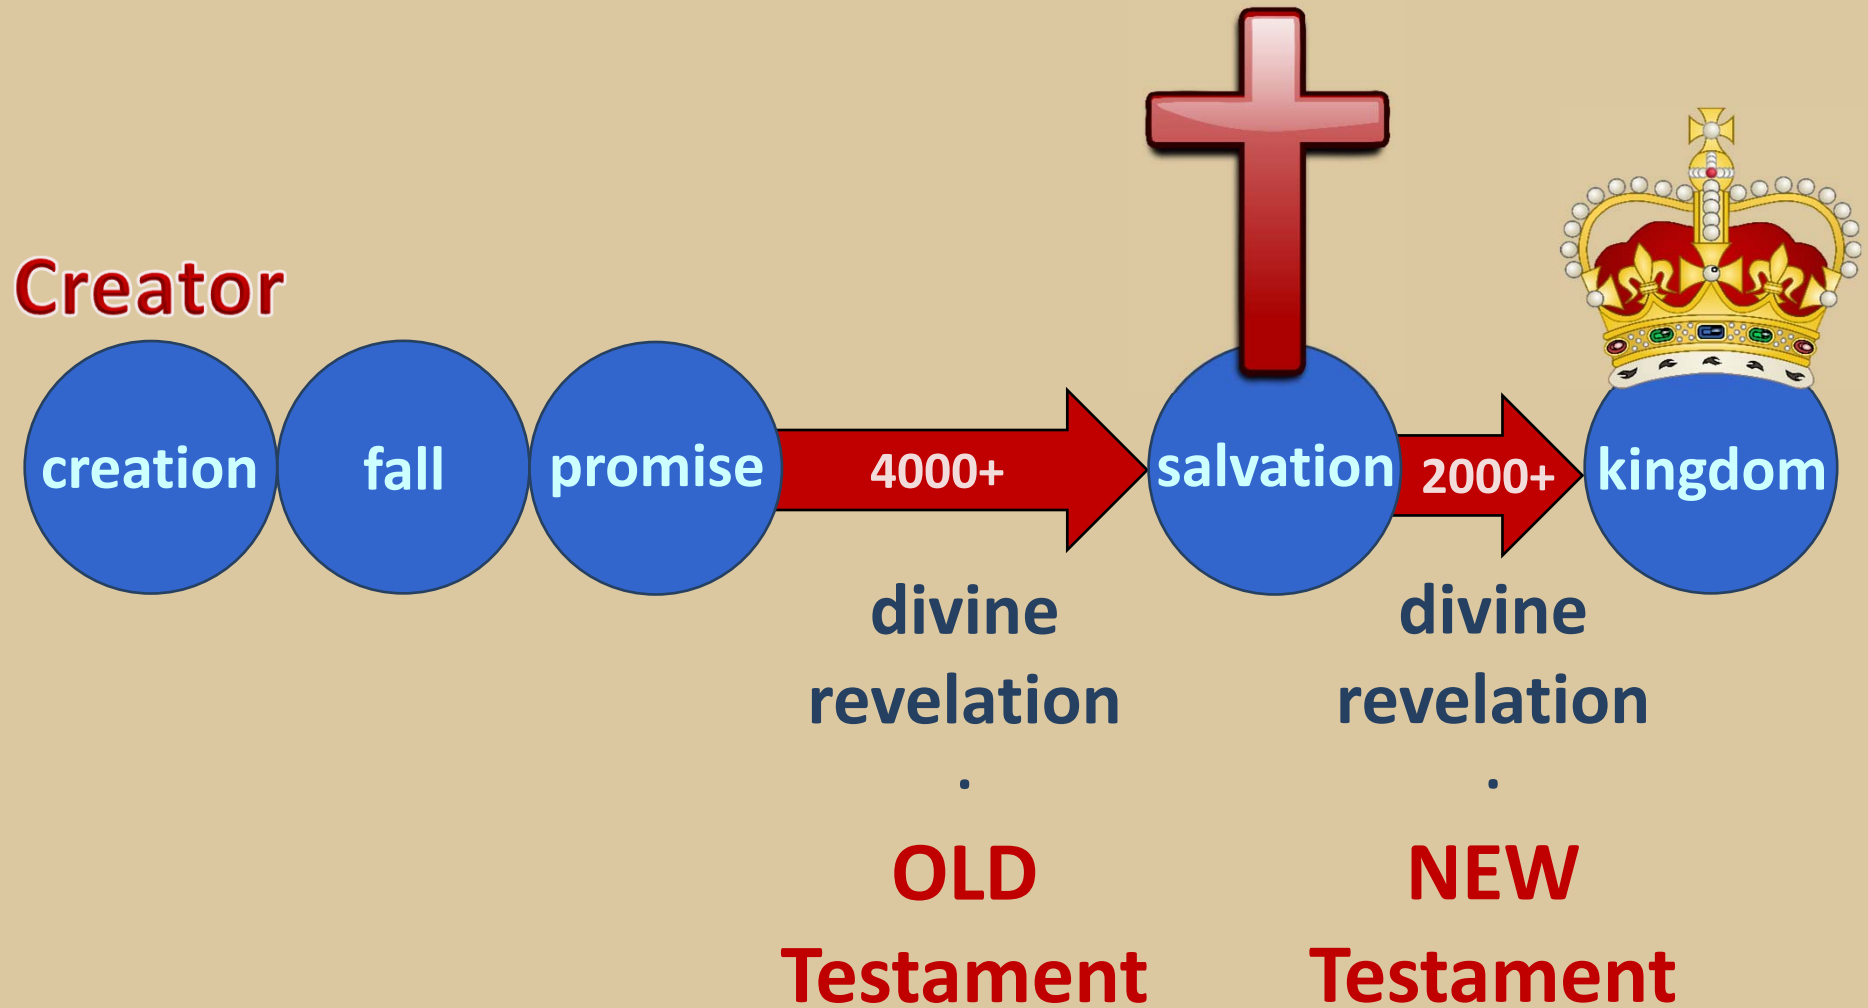 Creator
creation fall promise 4000+ salvation 2000+ kingdom
divine
revelation
.
OLD
Testament
divine
revelation
.
NEW
Testament